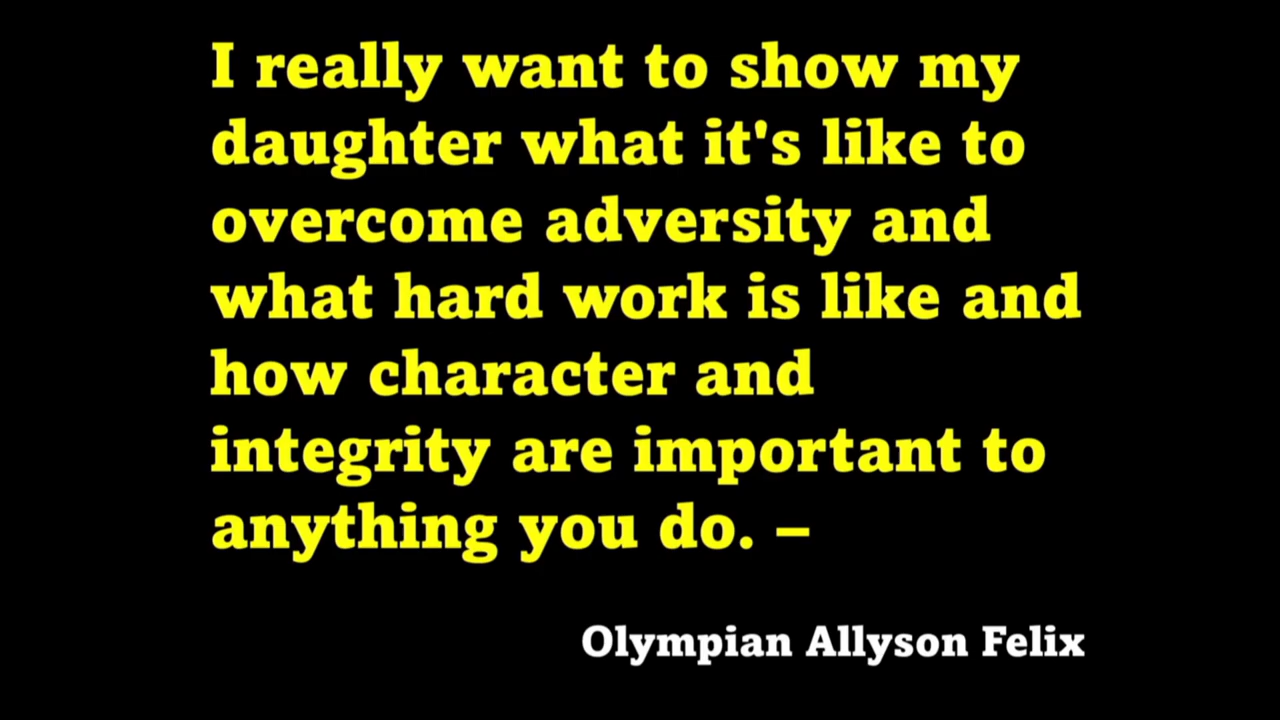 I really want to show my
daughter what it's like to
overcome adversity and
what hard work is like and
how character and
integrity are important to
anything you do. –
Olympian Allyson Felix